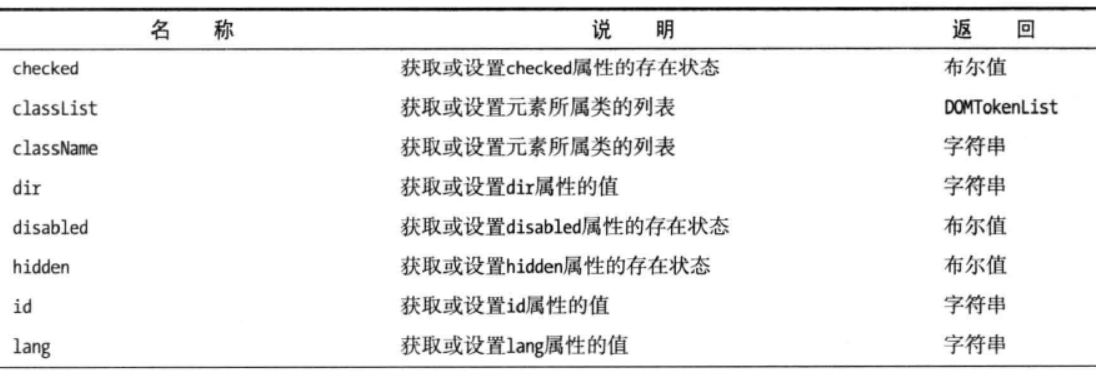 名 称 说 明 返 回
checked 获取或设置checked属性的存在状态 布尔值
classList 获取或设置元素所属类的列表 DOMTokenList
className 获取或设置元素所属类的列表 字符串
dir 获取或设置dir属性的值 字符串
disabled 获取或设置disabled属性的存在状态 布尔值
hidden 获取或设置hidden属性的存在状态 布尔值
id 获取或设置id属性的值 字符串
lang 获取或设置lang属性的值 字符串